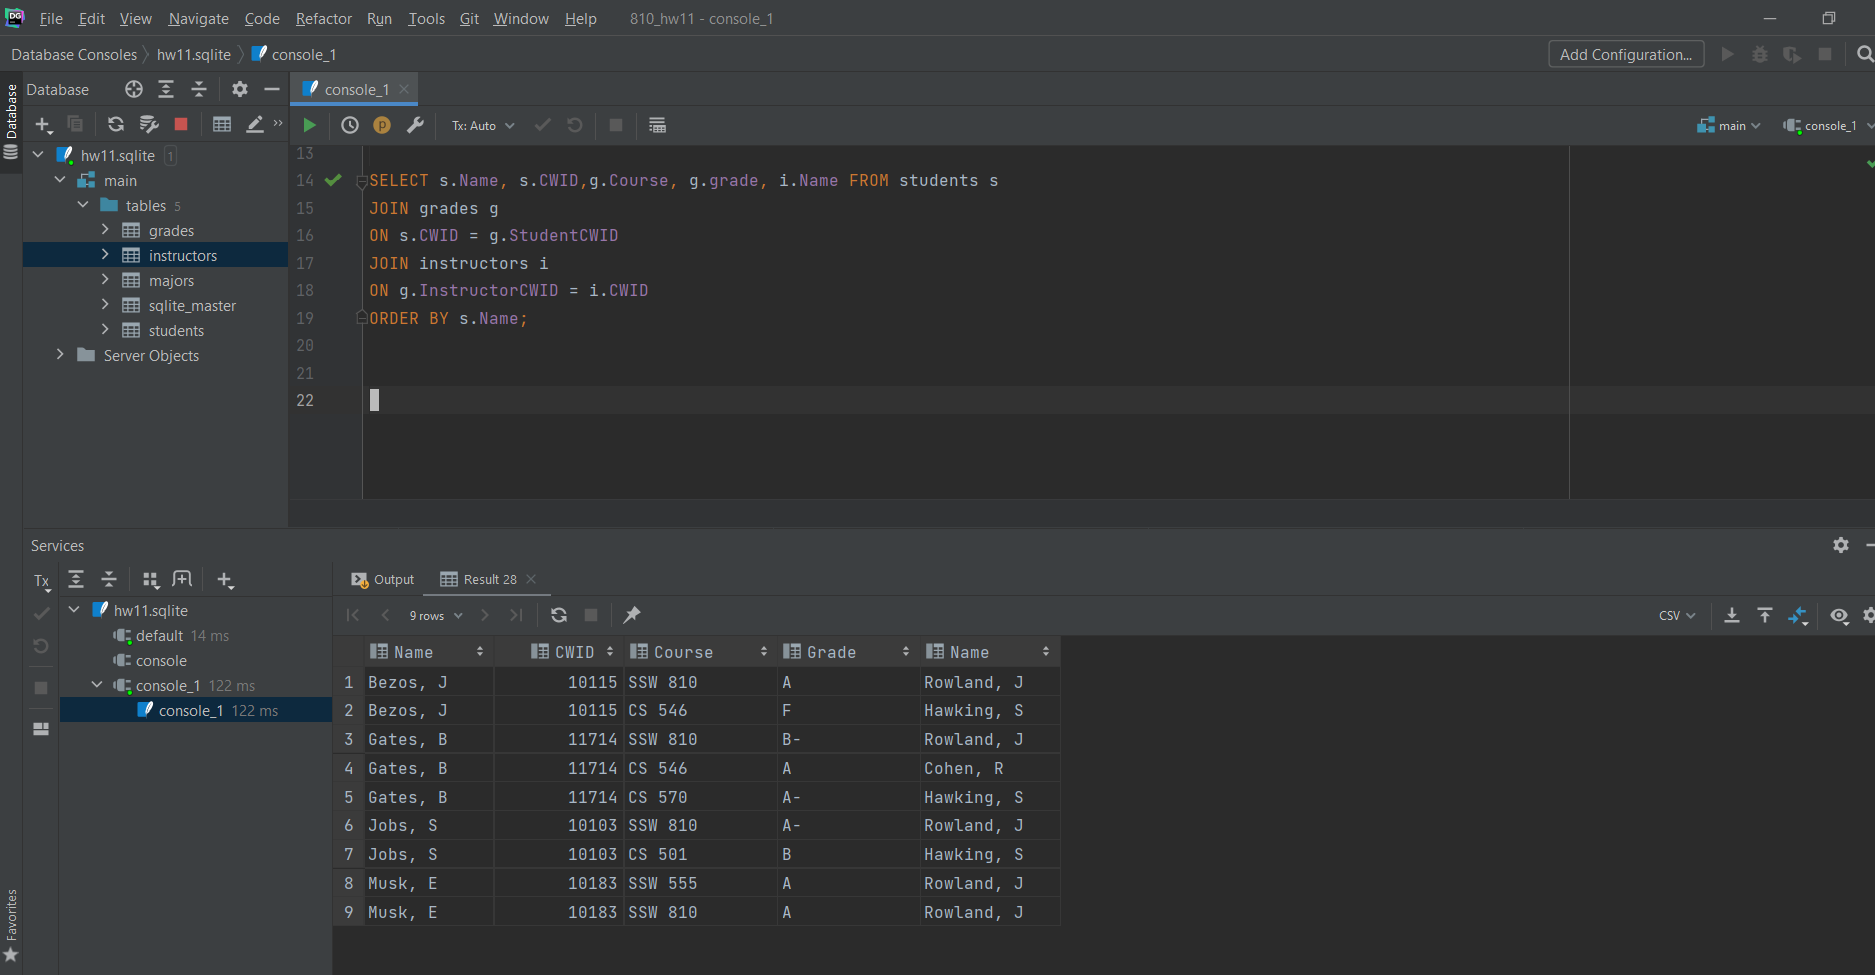 DG File Edit View Navigate Code Refactor Run Tools Git Window Help 810_hw11 - console_1
Database Consoles hw11.sqlite console_1 Add Configuration...
Database
Database
console_1
Tx: Auto main console_1
hw11.sqlite 1
main
tables 5
grades
instructors
majors
sqlite_master
students
Server Objects
13
14 SELECT s.Name, s.CWID,g.Course, g.grade, i.Name FROM students s
15 JOIN grades g
16 ON s.CWID = g.StudentCWID
17 JOIN instructors i
18 ON g.InstructorCWID = i.CWID
19 ORDER BY s.Name;
20
21
22
Services
Tx
hw11.sqlite
default 14 ms
console
console_1 122 ms
console_1 122 ms
Output Result 28
9 rows CSV
Name CWID Course Grade Name
1 Bezos, J 10115 SSW 810 A Rowland, J
2 Bezos, J 10115 CS 546 F Hawking, S
3 Gates, B 11714 SSW 810 B- Rowland, J
4 Gates, B 11714 CS 546 A Cohen, R
5 Gates, B 11714 CS 570 A- Hawking, S
6 Jobs, S 10103 SSW 810 A- Rowland, J
7 Jobs, S 10103 CS 501 B Hawking, S
8 Musk, E 10183 SSW 555 A Rowland, J
9 Musk, E 10183 SSW 810 A Rowland, J
Favorites